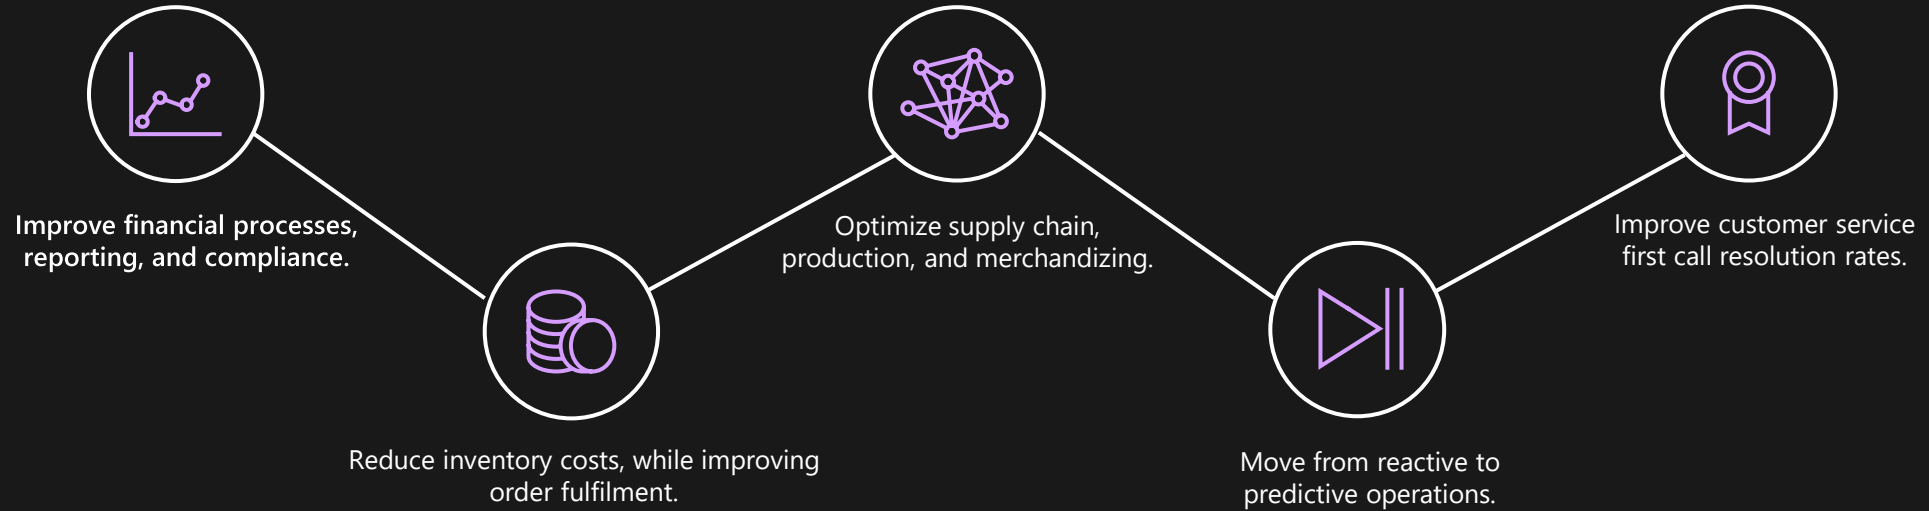 Improve financial processes,
reporting, and compliance.
Reduce inventory costs, while improving
order fulfilment.
Optimize supply chain,
production, and merchandizing.
Move from reactive to
predictive operations.
Improve customer service
first call resolution rates.